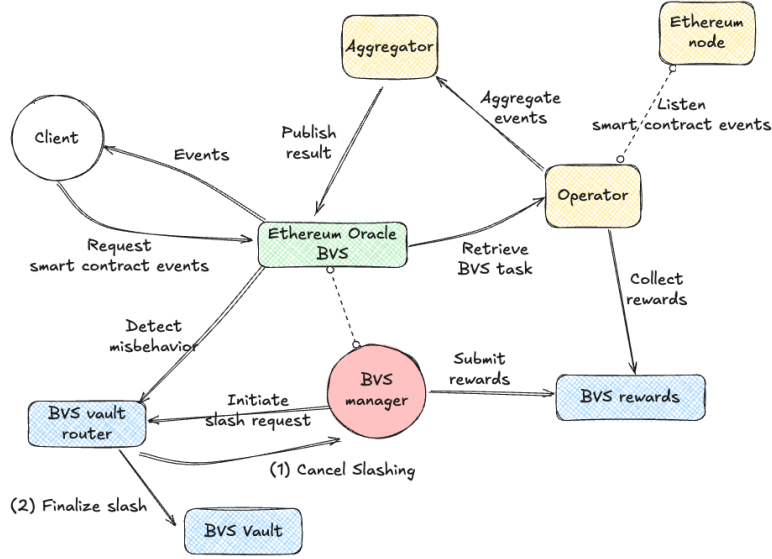 Ethereum
node
Aggregator
Listen
smart contract events
Aggregate
events
Publish
result
Client
Events
Operator
Ethereum Oracle
BVS
Request
smart contract events
Retrieve
BVS task
Collect
rewards
Detect
misbehavior
BVS
manager
Submit
rewards
BVS rewards
Initiate
slash request
BVS vault
router
(1) Cancel Slashing
(2) Finalize slash
BVS Vault